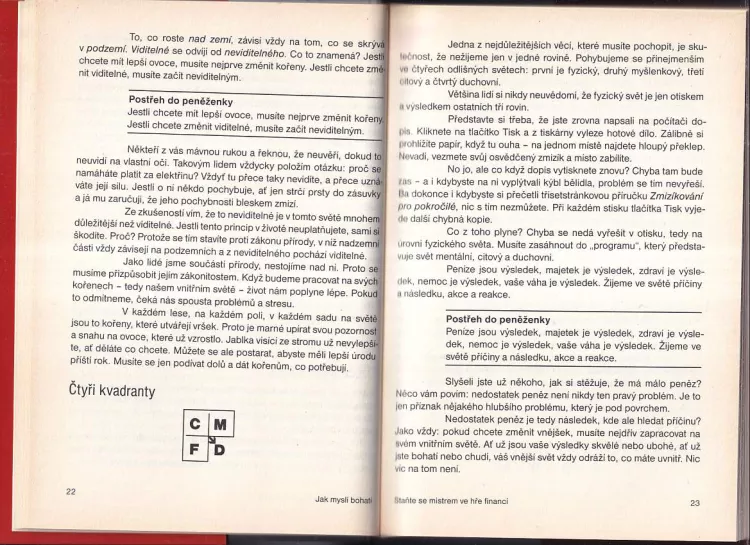 To, co roste nad zemí, závisí vždy na tom, co se skrývá
v podzemí. Viditelné se odvíjí od neviditelného. Co to znamená? Jestli
chcete mít lepší ovoce, musíte nejprve změnit kořeny. Jestli chcete změ-
nit viditelné, musíte začít neviditelným.
Postřeh do peněženky
Jestli chcete mít lepší ovoce, musíte nejprve změnit kořeny.
Jestli chcete změnit viditelné, musíte začít neviditelným.
Někteří z vás mávnou rukou a řeknou, že neuvěří, dokud to
neuvidí na vlastní oči. Takovým lidem vždycky položím otázku: proč se
namáháte platit za elektřinu? Vždyť tu přece taky nevidíte, a přece uzná-
váte její sílu. Jestli o ní někdo pochybuje, ať jen strčí prsty do zásuvky
a já mu zaručuji, že jeho pochybnosti bleskem zmizí.
Ze zkušeností vím, že to neviditelné je v tomto světě mnohem
důležitější než viditelné. Jestli tento princip v životě neuplatňujete, sami si
škodíte. Proč? Protože se tím stavíte proti zákonu přírody, v níž nadzemní
části vždy závisejí na podzemních a z neviditelného pochází viditelné.
Jako lidé jsme součástí přírody, nestojíme nad ní. Proto se
musíme přizpůsobit jejím zákonitostem. Když budeme pracovat na svých
kořenech – tedy našem vnitřním světě – život nám poplyne lépe. Pokud
to odmítneme, čeká nás spousta problémů a stresu.
V každém lese, na každém poli, v každém sadu na světě
jsou to kořeny, které utvářejí vršek. Proto je marné upírat svou pozornost
a snahu na ovoce, které už vzrostlo. Jablka visící ze stromu už nevylepší-
te, ať děláte co chcete. Můžete se ale postarat, abyste měli lepší úrodu
příští rok. Musíte se jen podívat dolů a dát kořenům, co potřebují.
Čtyři kvadranty
C M
F D
22
Jak myslí bohatí
Jedna z nejdůležitějších věcí, které musíte pochopit, je sku-
tečnost, že nežijeme jen v jedné rovině. Pohybujeme se přinejmenším
ve čtyřech odlišných světech: první je fyzický, druhý myšlenkový, třetí
citový a čtvrtý duchovní.
Většina lidí si nikdy neuvědomí, že fyzický svět je jen otiskem
a výsledkem ostatních tří rovin.
Představte si třeba, že jste zrovna napsali na počítači do-
pis. Kliknete na tlačítko Tisk a z tiskárny vyleze hotové dílo. Zálibně si
prohlížíte papír, když tu ouha – na jednom místě najdete hloupý překlep.
Nevadí, vezmete svůj osvědčený zmizík a místo zabílíte.
No jo, ale co když dopis vytisknete znovu? Chyba tam bude
zas – a i kdybyste na ni vyplýtvali kýbl bělidla, problém se tím nevyřeší.
Ba dokonce i kdybyste si přečetli třísetstránkovou příručku Zmizíkování
pro pokročilé, nic s tím nezmůžete. Při každém stisku tlačítka Tisk vyje-
de další chybná kopie.
Co z toho plyne? Chyba se nedá vyřešit v otisku, tedy na
úrovni fyzického světa. Musíte zasáhnout do „programu“, který předsta-
vuje svět mentální, citový a duchovní.
Peníze jsou výsledek, majetek je výsledek, zdraví je výsle-
dek, nemoc je výsledek, vaše váha je výsledek. Žijeme ve světě příčiny
a následku, akce a reakce.
Postřeh do peněženky
Peníze jsou výsledek, majetek je výsledek, zdraví je výsle-
dek, nemoc je výsledek, vaše váha je výsledek. Žijeme ve
světě příčiny a následku, akce a reakce.
Slyšeli jste už někoho, jak si stěžuje, že má málo peněz?
Něco vám povím: nedostatek peněz není nikdy ten pravý problém. Je to
jen příznak nějakého hlubšího problému, který je pod povrchem.
Nedostatek peněz je tedy následek, kde ale hledat příčinu?
Jako vždy: pokud chcete změnit vnějšek, musíte nejdřív zapracovat na
svém vnitřním světě. Ať už jsou vaše výsledky skvělé nebo ubohé, ať už
jste bohatí nebo chudí, váš vnější svět vždy odráží to, co máte uvnitř. Nic
víc na tom není.
Staňte se mistrem ve hře financí
23